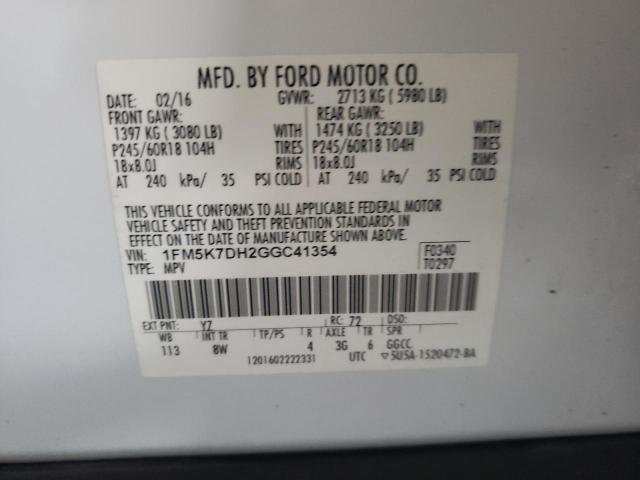 MFD. BY FORD MOTOR CO.
DATE: 02/16 GVWR: 2713 KG ( 5980 LB)
FRONT GAWR: REAR GAWR:
1397 KG ( 3080 LB) WITH 1474 KG ( 3250 LB) WITH
P245/60R18 104H TIRES P245/60R18 104H TIRES
18x8.0J RIMS 18x8.0J RIMS
AT 240 kPa/ 35 PSI COLD AT 240 kPa/ 35 PSI COLD
THIS VEHICLE CONFORMS TO ALL APPLICABLE FEDERAL MOTOR
VEHICLE SAFETY AND THEFT PREVENTION STANDARDS IN
EFFECT ON THE DATE OF MANUFACTURE SHOWN ABOVE.
VIN: 1FM5K7DH2GGC41354 F0340
TYPE: MPV T0297
EXT PNT: YZ RC: 72 DSO:
WB INT TR TP/PS R AXLE TR SPR
113 8W 4 3G 6 GGCC
1201602222331 UTC ▽5U5A-1520472-BA